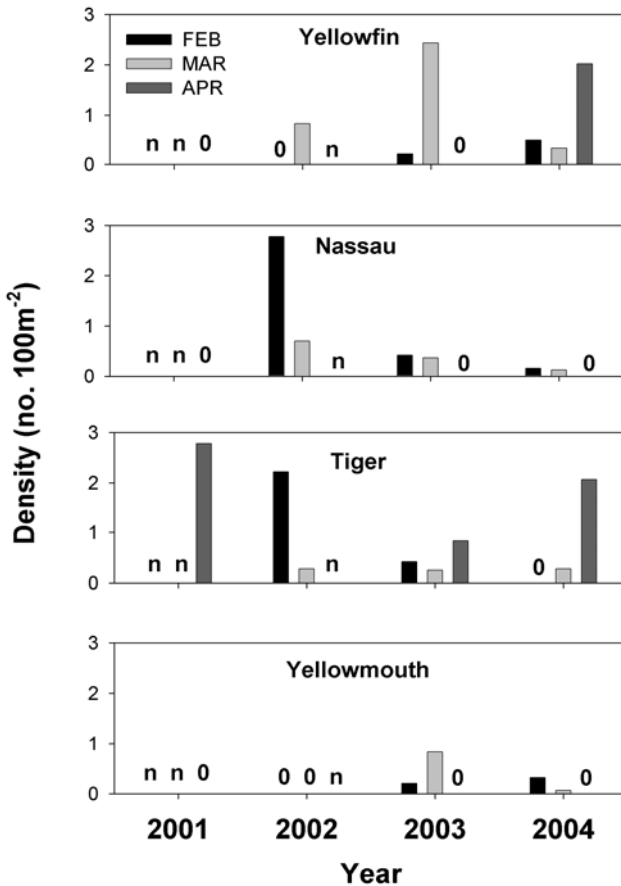 3
FEB
Yellowfin
MAR
2
APR
1
n n 0
0
n
0
0
3
Nassau
2
1
n n 0
n
0
0
0
3
Tiger
2
1
n n
n
0
0
3
Yellowmouth
2
1
n n 0
0 0 n
0
0
0
2001 2002 2003 2004
Year
Density (no. 100m-2)